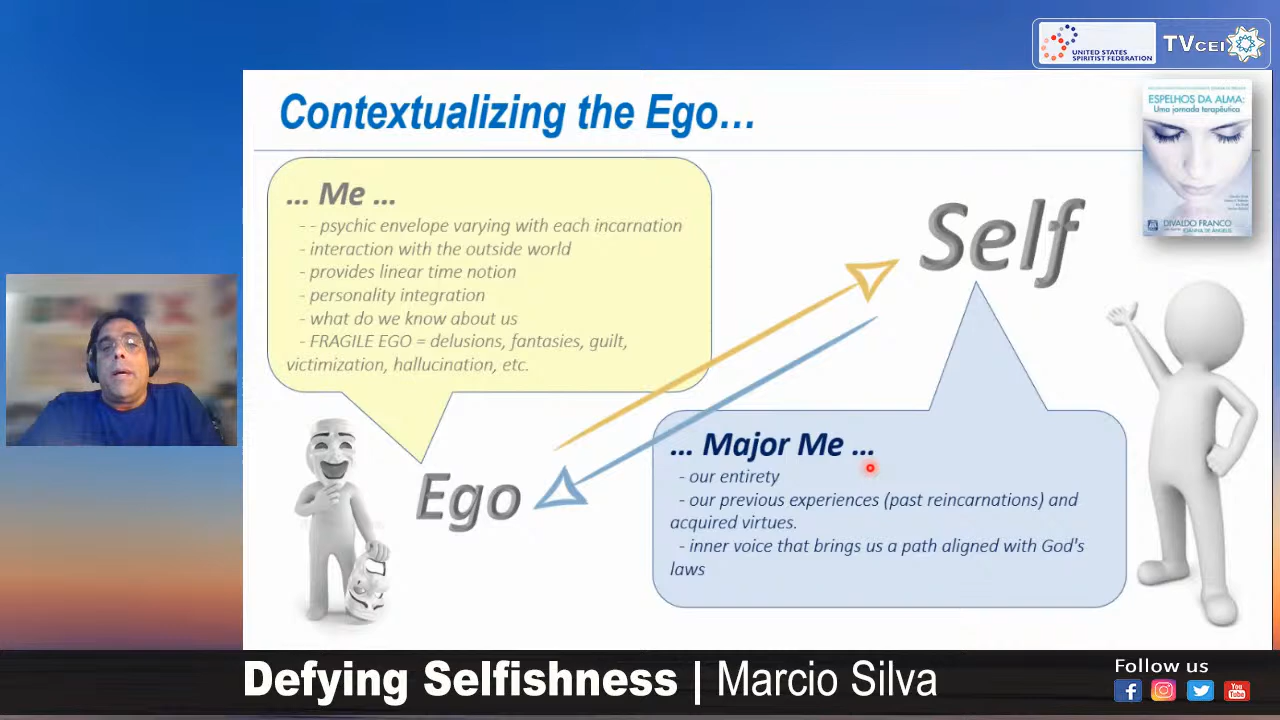 UNITED STATES
SPIRITIST FEDERATION
TVCEI
Contextualizing the Ego...
ESPELHOS DA ALMA:
Uma jornada terapêutica
DIVALDO FRANCO
... Me ...
- - psychic envelope varying with each incarnation
- interaction with the outside world
- provides linear time notion
- personality integration
- what do we know about us
- FRAGILE EGO = delusions, fantasies, guilt,
victimization, hallucination, etc.
Self
Ego
... Major Me ...
- our entirety
- our previous experiences (past reincarnations) and
acquired virtues.
- inner voice that brings us a path aligned with God's
laws
Defying Selfishness | Marcio Silva
Follow us
You
Tube